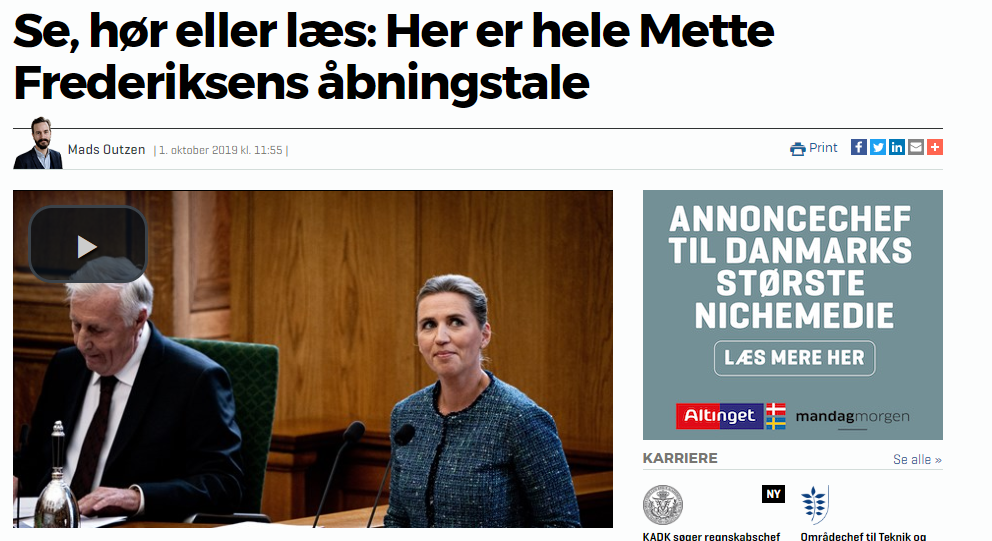 Se, hør eller læs: Her er hele Mette
Frederiksens åbningstale
Mads Outzen | 1. oktober 2019 kl. 11:55 |
Print
ANNONCECHEF
TIL DANMARKS
STØRSTE
NICHEMEDIE
LÆS MERE HER
Altinget
mandagmorgen
KARRIERE
Se alle »
NY
KADK søger regnskabschef
Områdechef til Teknik og